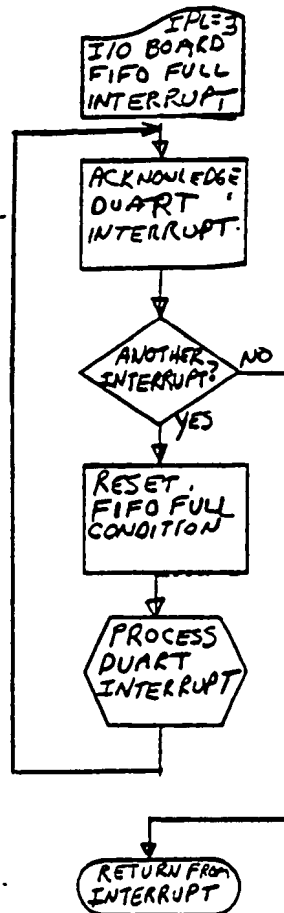 IPL=3
I/O BOARD
FIFO FULL
INTERRUPT
ACKNOWLEDGE
DUART
INTERRUPT.
ANOTHER
INTERRUPT?
NO
YES
RESET
FIFO FULL
CONDITION
PROCESS
DUART
INTERRUPT
RETURN FROM
INTERRUPT